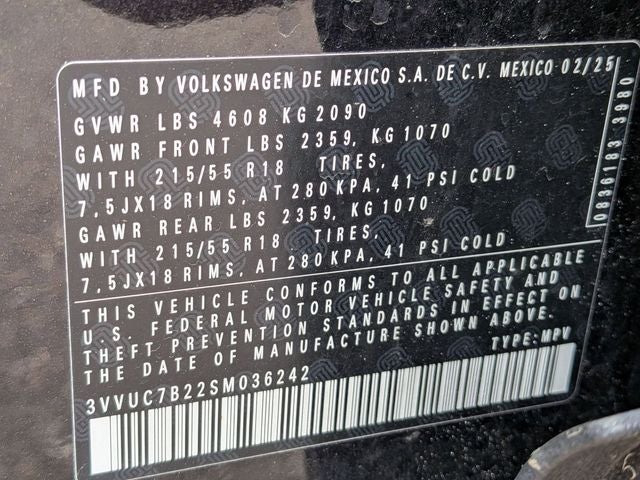 MFD BY VOLKSWAGEN DE MEXICO S.A. DE C.V. MEXICO 02/25
GVWR LBS 4608 KG 2090
GAWR FRONT LBS 2359, KG 1070
WITH 215/55 R18 TIRES,
7,5JX18 RIMS, AT 280 KPA, 41 PSI COLD
GAWR REAR LBS 2359, KG 1070
WITH 215/55 R18 TIRES,
7,5JX18 RIMS, AT 280 KPA, 41 PSI COLD
THIS VEHICLE CONFORMS TO ALL APPLICABLE
U.S. FEDERAL MOTOR VEHICLE SAFETY AND
THEFT PREVENTION STANDARDS IN EFFECT ON
THE DATE OF MANUFACTURE SHOWN ABOVE.
3VVUC7B22SM036242 TYPE: MPV
0836183 3980
5